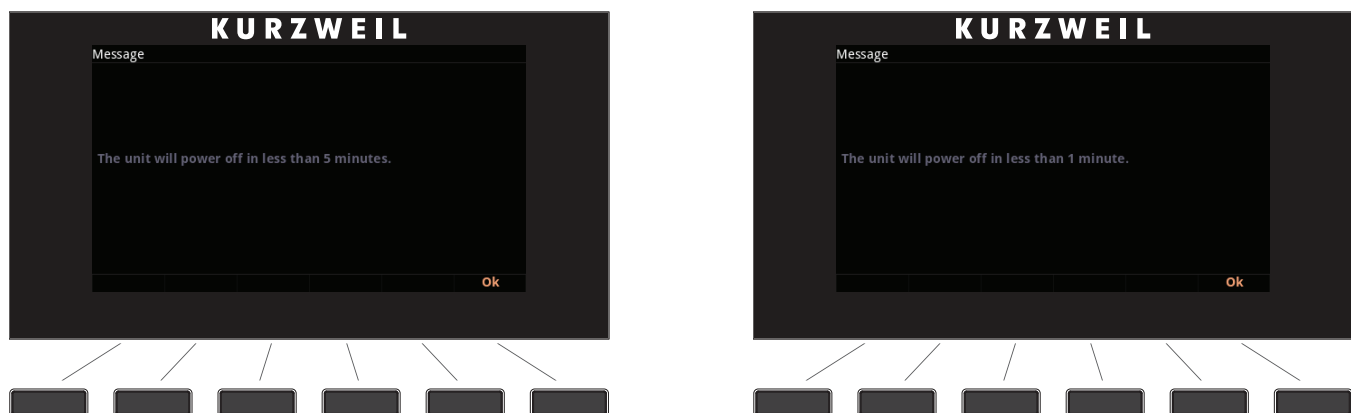 KURZWEIL
Message
The unit will power off in less than 5 minutes.
Ok
KURZWEIL
Message
The unit will power off in less than 1 minute.
Ok